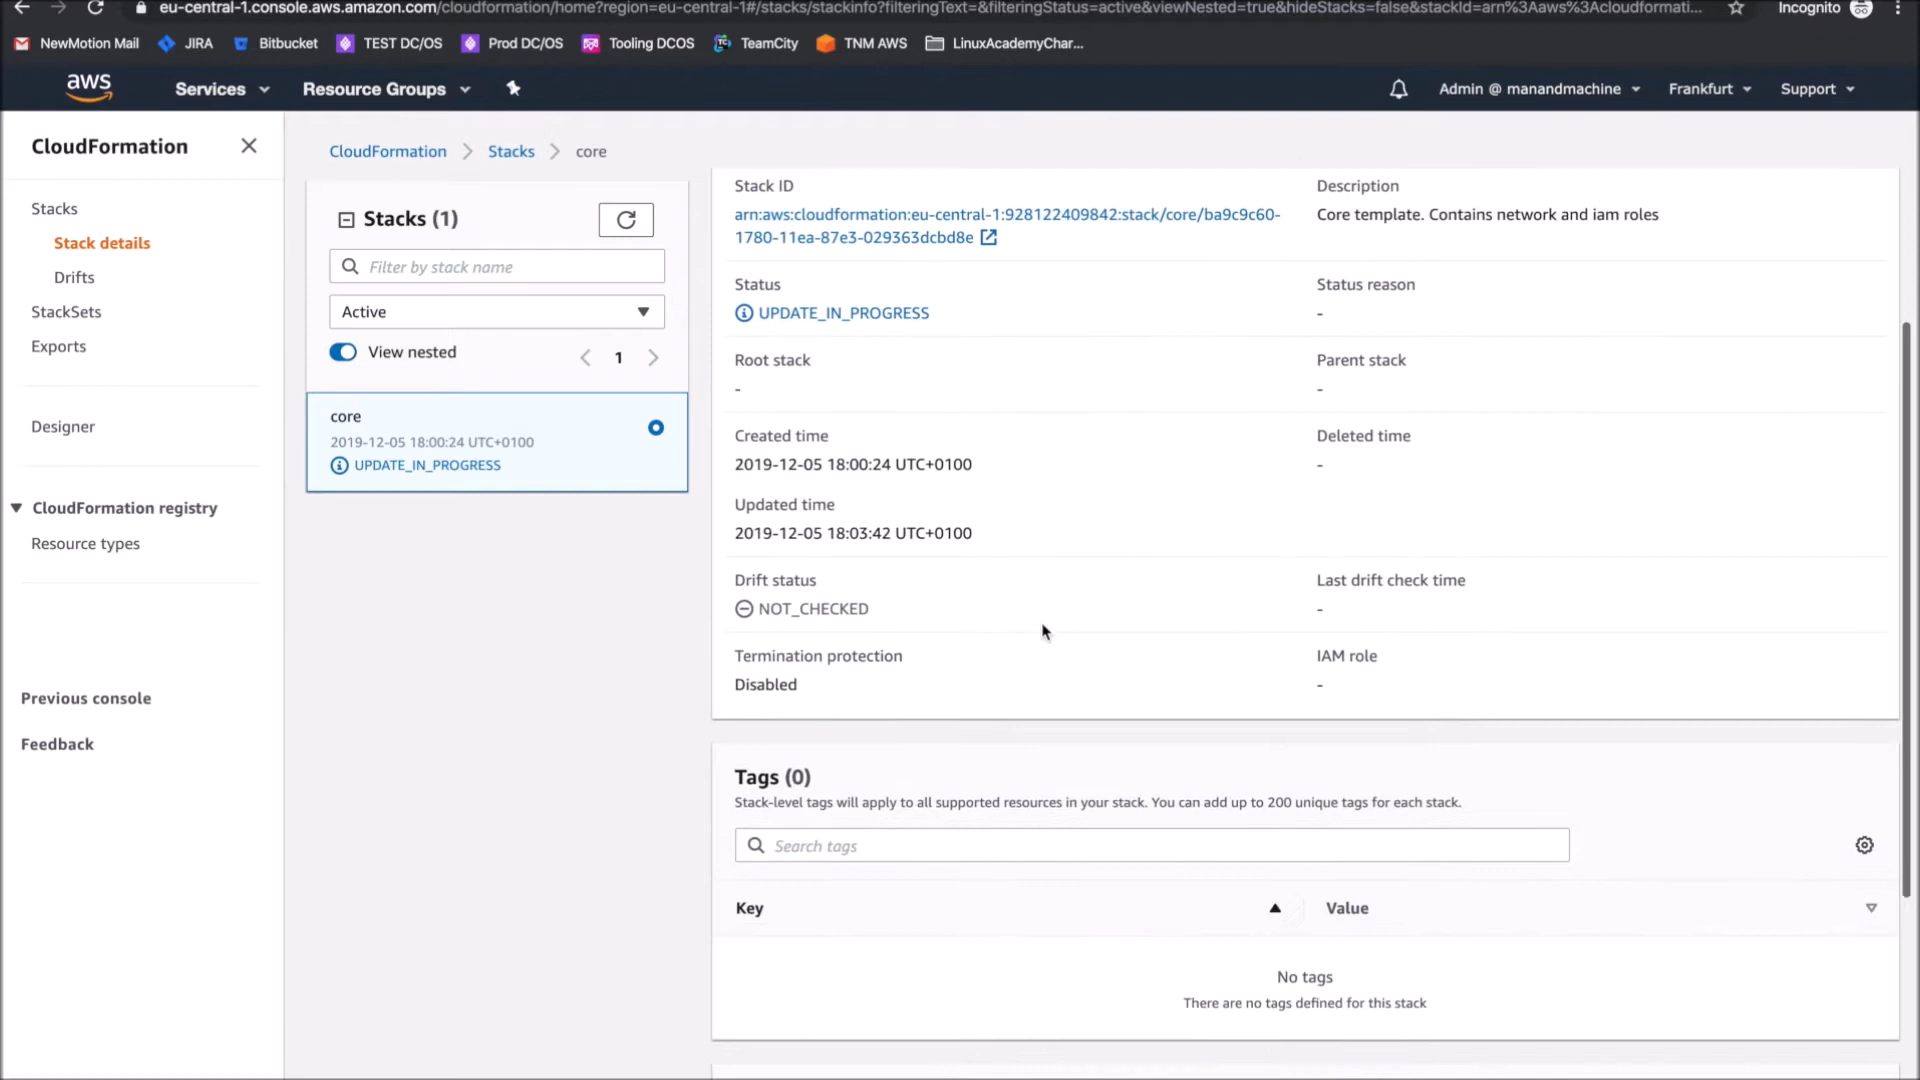 eu-central-1.console.aws.amazon.com/cloudformation/home?region=eu-central-1#/stacks/stackinfo?filteringText=&filteringStatus=active&viewNested=true&hideStacks=false&stackId=arn%3Aaws%3Acloudformati...
Incognito
NewMotion Mail
JIRA
Bitbucket
TEST DC/OS
Prod DC/OS
Tooling DCOS
TeamCity
TNM AWS
LinuxAcademyChar...
aws
Services
Resource Groups
Admin @ manandmachine
Frankfurt
Support
CloudFormation
Stacks
Stack details
Drifts
StackSets
Exports
Designer
CloudFormation registry
Resource types
Previous console
Feedback
CloudFormation
Stacks
core
Stacks (1)
Filter by stack name
Active
View nested
1
core
2019-12-05 18:00:24 UTC+0100
UPDATE_IN_PROGRESS
Stack ID
arn:aws:cloudformation:eu-central-1:928122409842:stack/core/ba9c9c60-
1780-11ea-87e3-029363dcbd8e
Description
Core template. Contains network and iam roles
Status
UPDATE_IN_PROGRESS
Status reason
-
Root stack
-
Parent stack
-
Created time
2019-12-05 18:00:24 UTC+0100
Deleted time
-
Updated time
2019-12-05 18:03:42 UTC+0100
Drift status
NOT_CHECKED
Last drift check time
-
Termination protection
Disabled
IAM role
-
Tags (0)
Stack-level tags will apply to all supported resources in your stack. You can add up to 200 unique tags for each stack.
Search tags
Key
Value
No tags
There are no tags defined for this stack